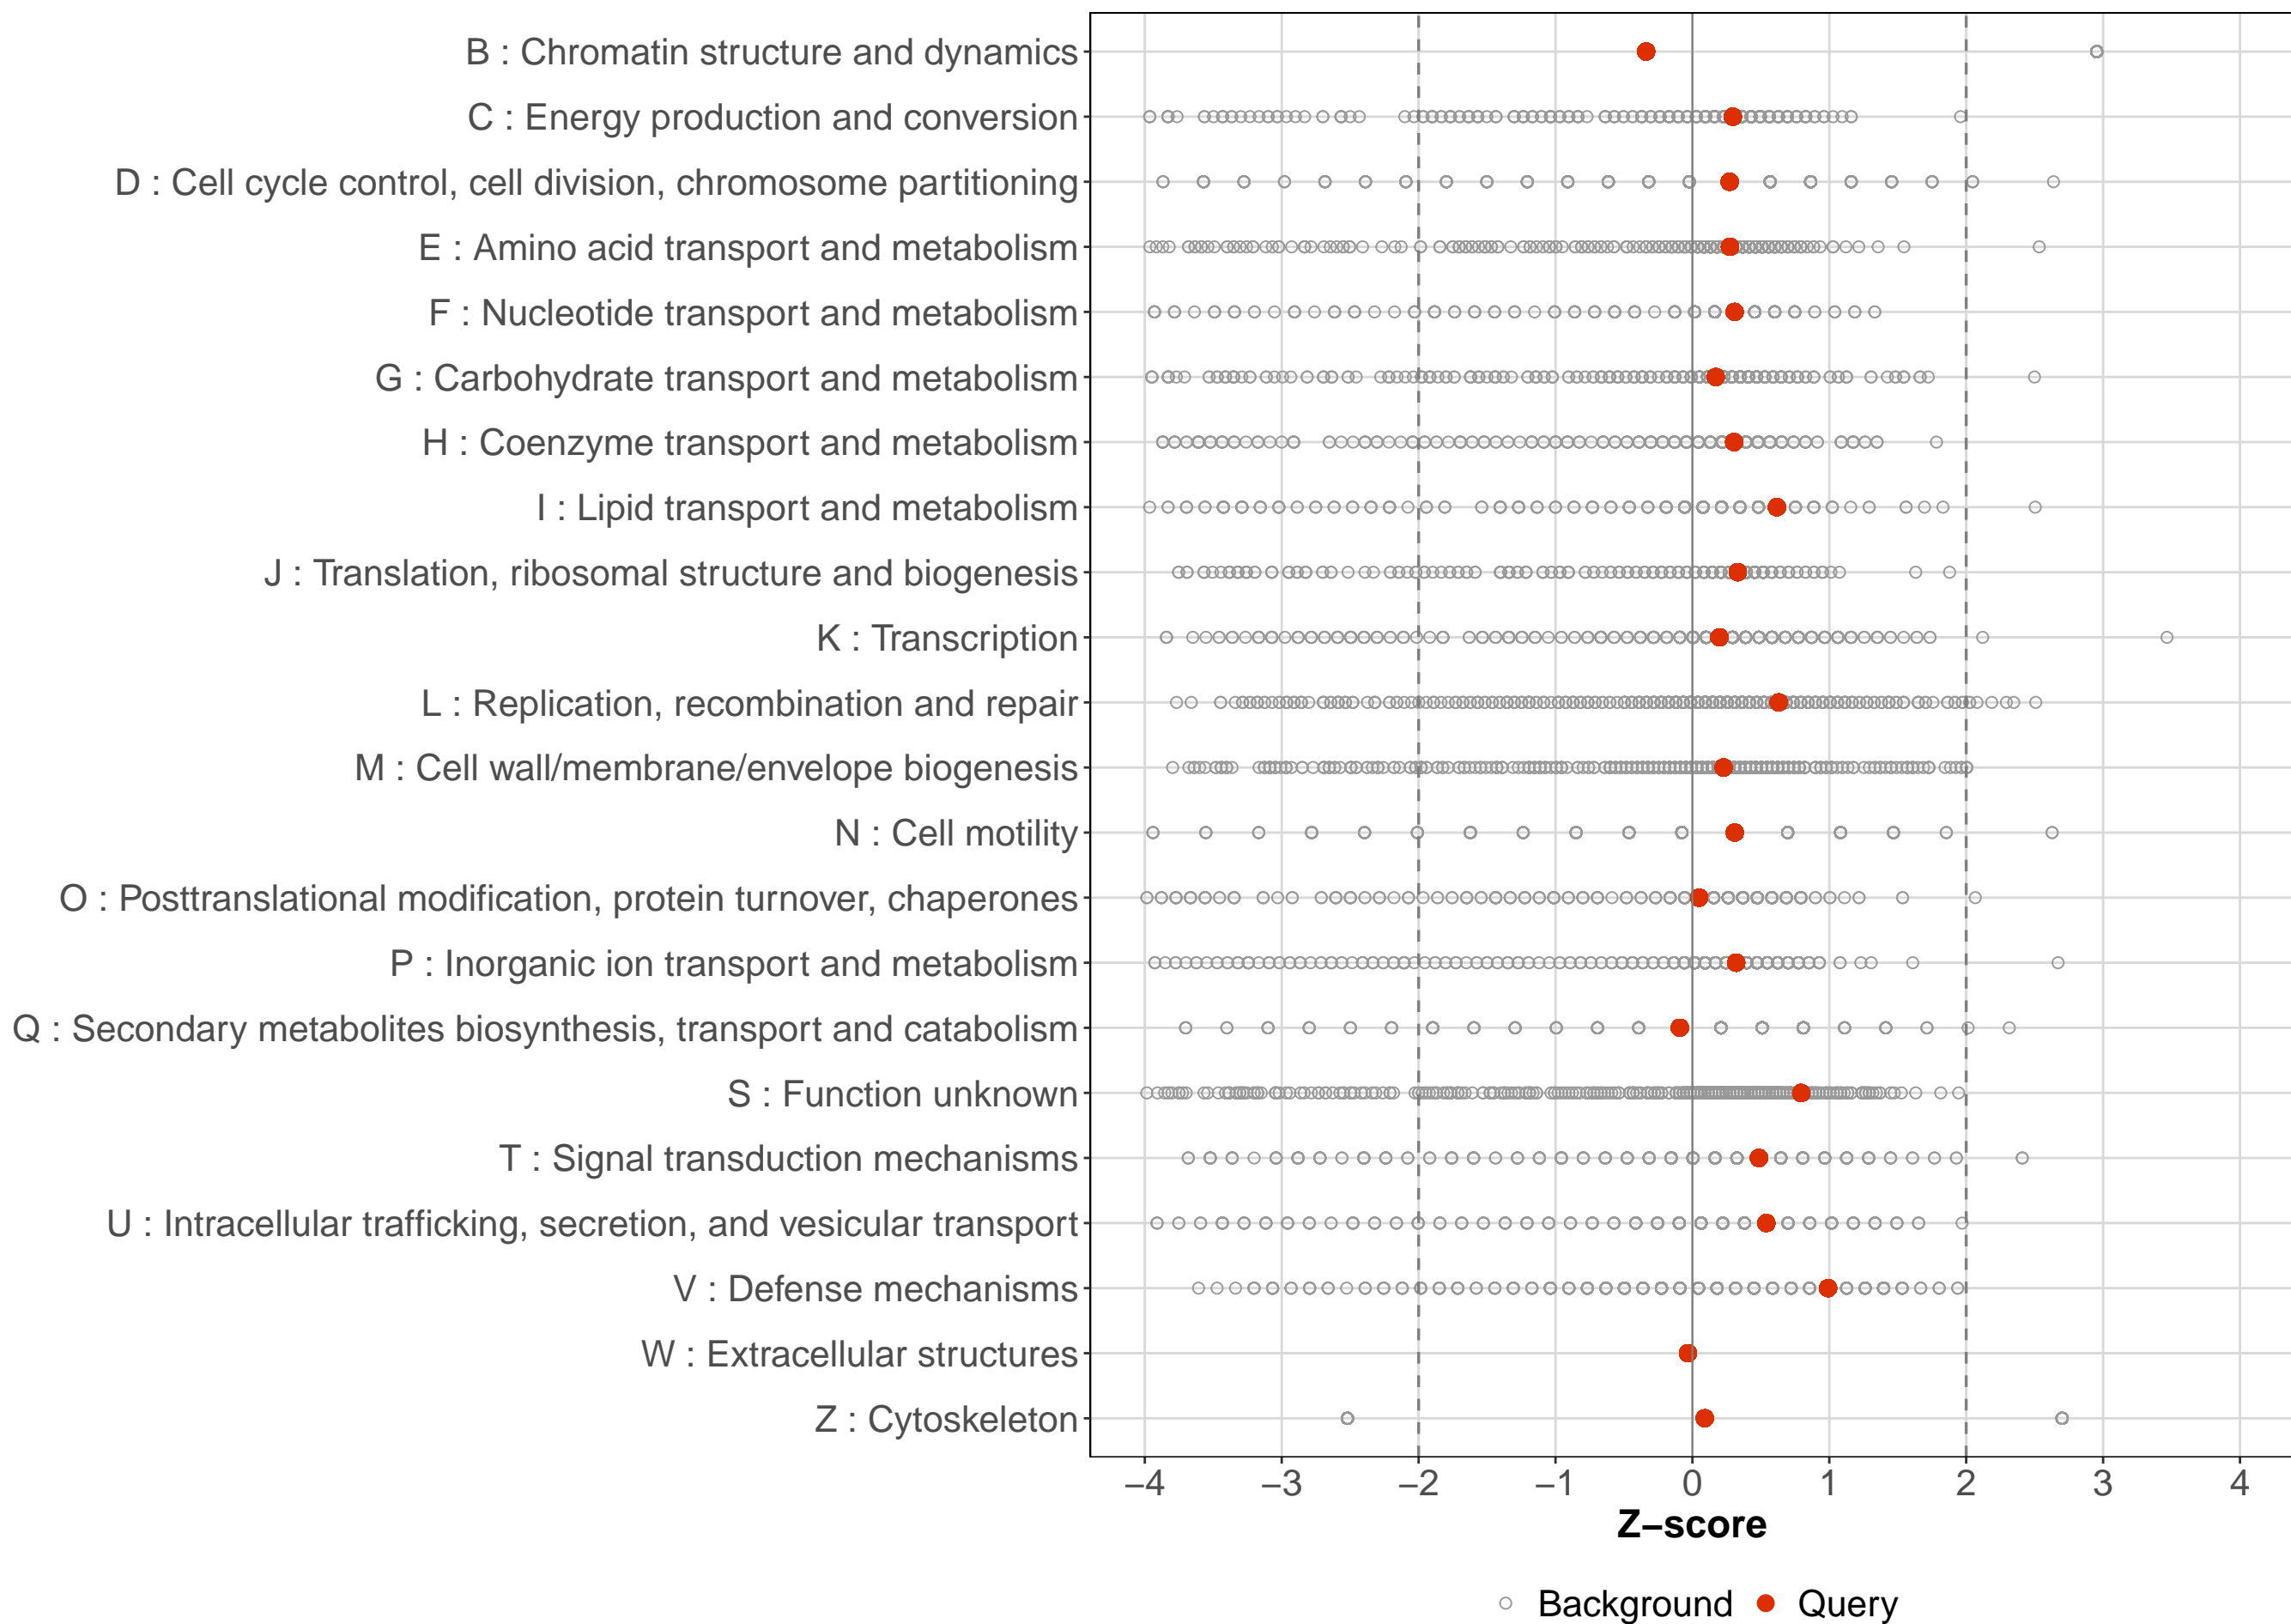 B : Chromatin structure and dynamics
C : Energy production and conversion
D : Cell cycle control, cell division, chromosome partitioning
E : Amino acid transport and metabolism
F : Nucleotide transport and metabolism
G : Carbohydrate transport and metabolism
H : Coenzyme transport and metabolism
I : Lipid transport and metabolism
J : Translation, ribosomal structure and biogenesis
K : Transcription
L : Replication, recombination and repair
M : Cell wall/membrane/envelope biogenesis
N : Cell motility
O : Posttranslational modification, protein turnover, chaperones
P : Inorganic ion transport and metabolism
Q : Secondary metabolites biosynthesis, transport and catabolism
S : Function unknown
T : Signal transduction mechanisms
U : Intracellular trafficking, secretion, and vesicular transport
V : Defense mechanisms
W : Extracellular structures
Z : Cytoskeleton
−4 −3 −2 −1 0 1 2 3 4
Z−score
Background Query